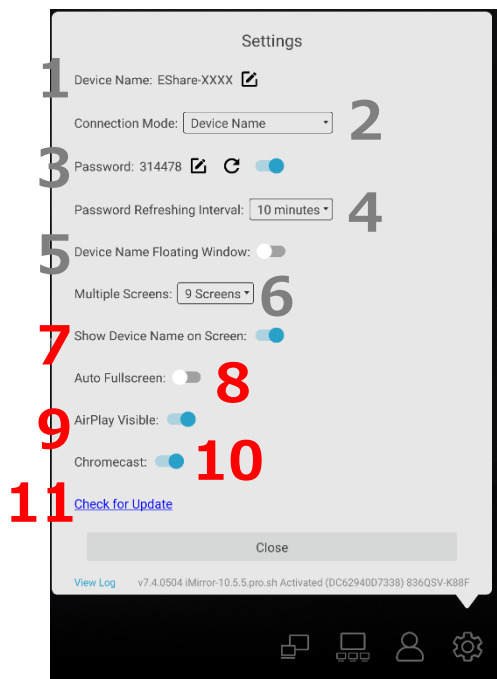 Settings
1 Device Name: EShare-XXXX
Connection Mode: Device Name 2
3 Password: 314478
Password Refreshing Interval: 10 minutes 4
5 Device Name Floating Window:
Multiple Screens: 9 Screens 6
7 Show Device Name on Screen:
Auto Fullscreen: 8
9 AirPlay Visible:
Chromecast: 10
11 Check for Update
Close
View Log v7.4.0504 iMirror-10.5.5.pro.sh Activated (DC62940D7338) 836QSV-K88F